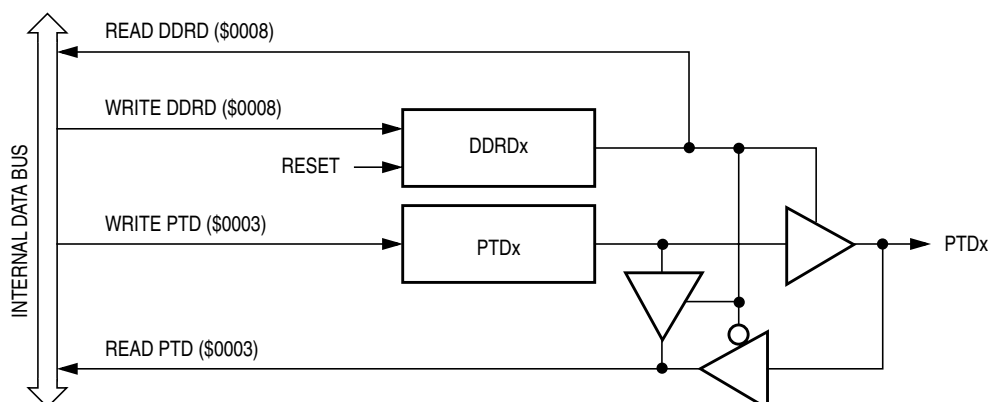 READ DDRD ($0008)
WRITE DDRD ($0008)
DDRDx
RESET
INTERNAL DATA BUS
WRITE PTD ($0003)
PTDx
PTDx
READ PTD ($0003)